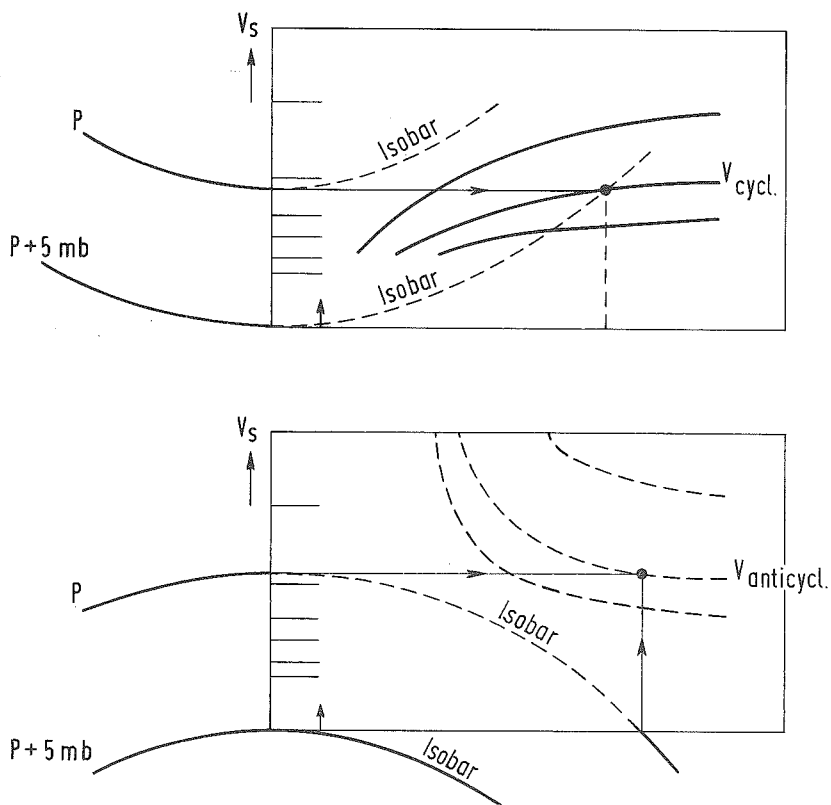 Vs
P
Isobar
Vcycl.
P+5 mb
Isobar
Vs
P
Vanticycl.
Isobar
P+5 mb
Isobar